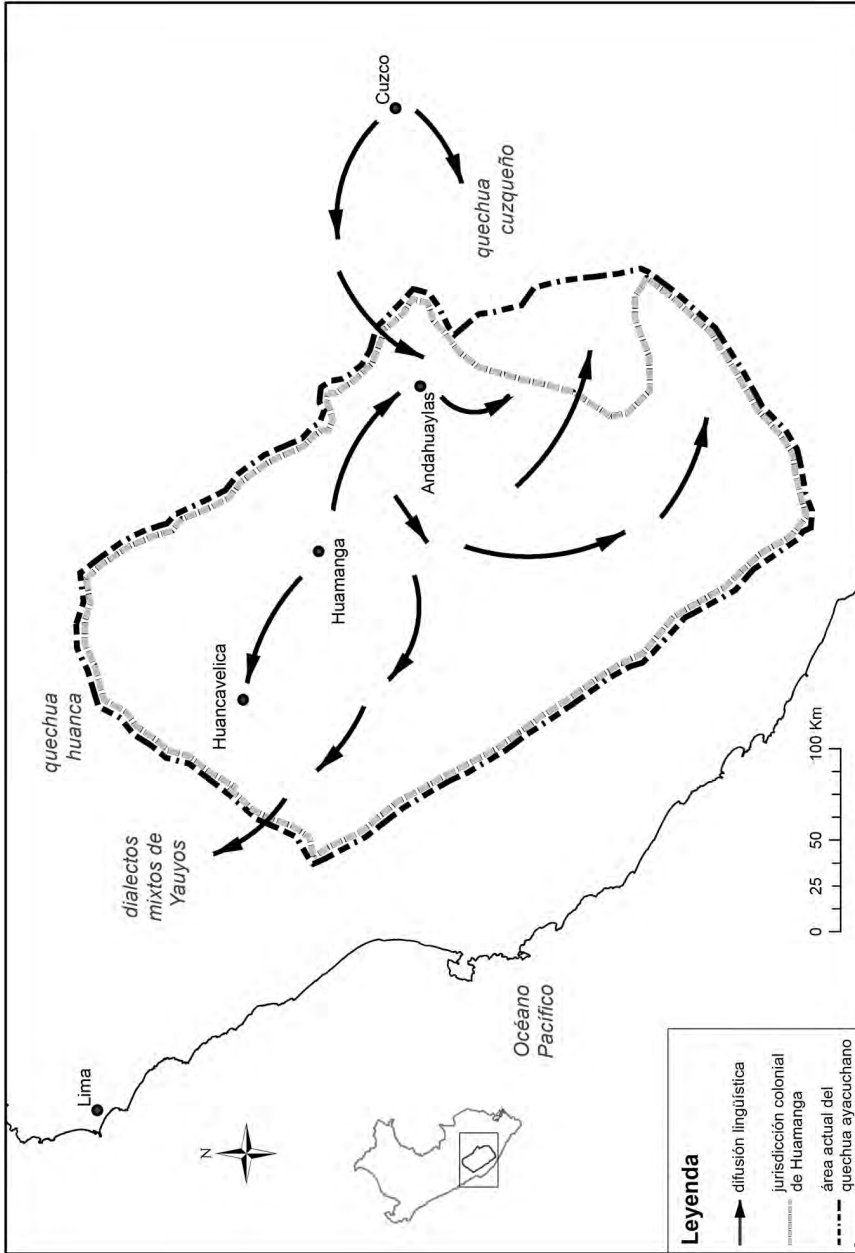 Lima
N
dialectos
mixtos de
Yauyos
quechua
huanca
Huancavelica
Huamanga
Andahuaylas
Cuzco
quechua
cuzqueño
Océano
Pacífico
0
25
50
100 Km
Leyenda
difusión lingüística
jurisdicción colonial
de Huamanga
área actual del
quechua ayacuchano